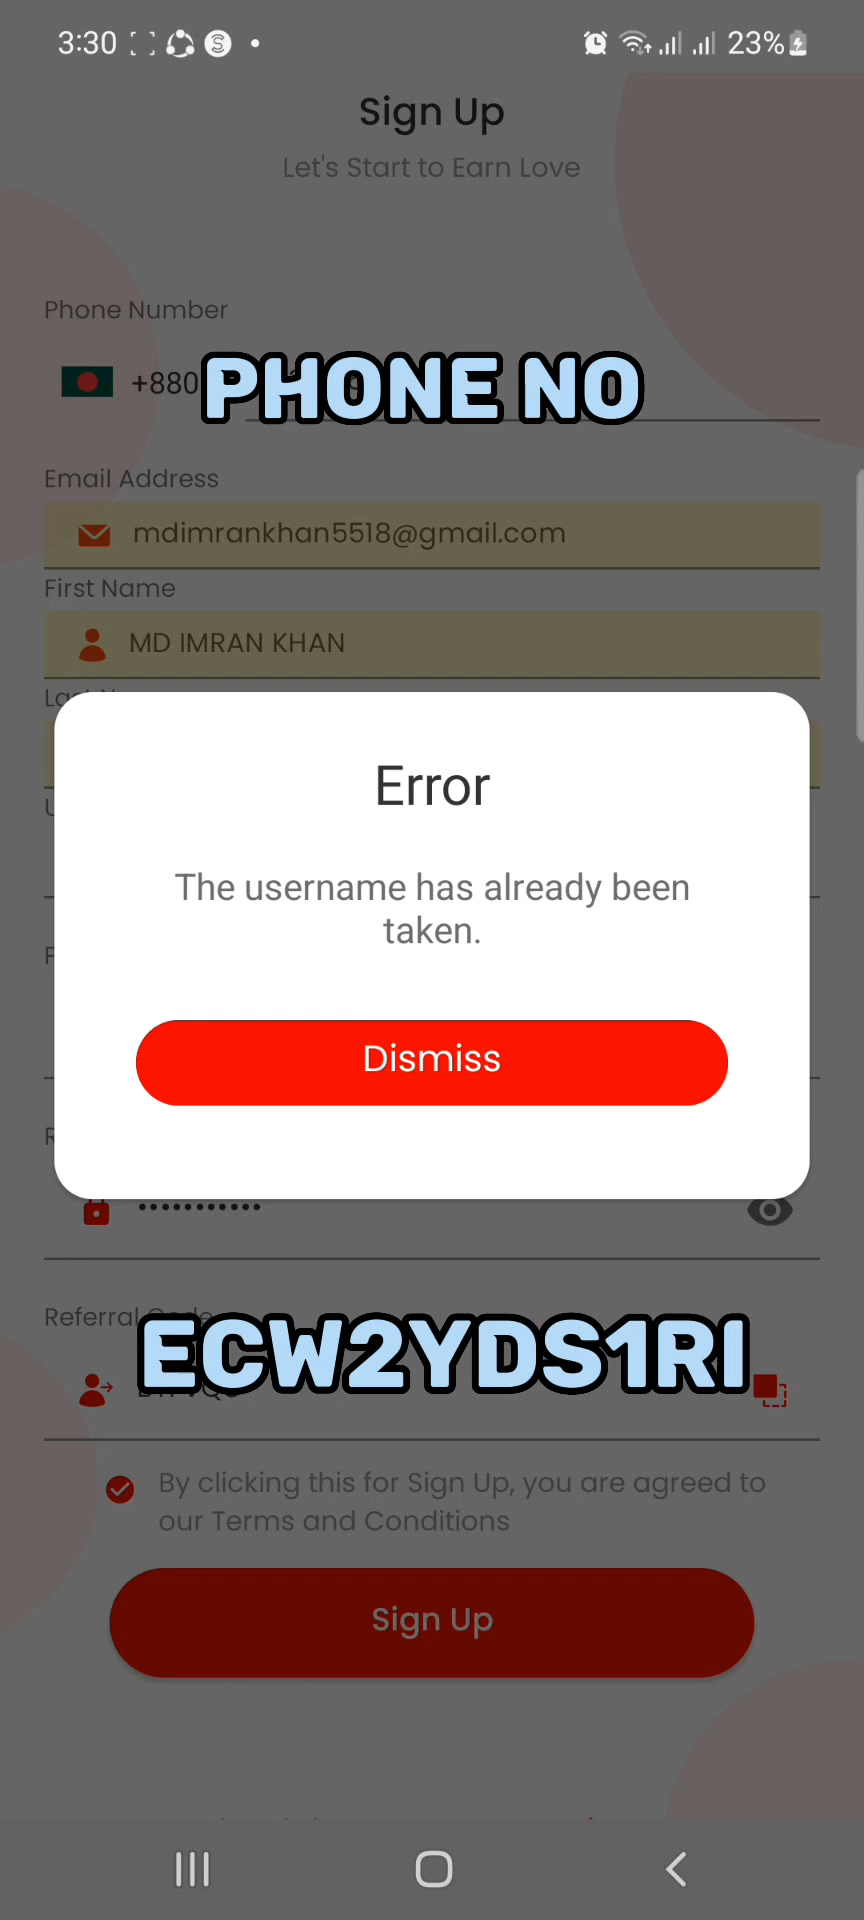 3:30
23%
Sign Up
Let's Start to Earn Love
Phone Number
+880
PHONE NO
Email Address
mdimrankhan5518@gmail.com
First Name
MD IMRAN KHAN
Error
The username has already been
taken.
Dismiss
Referral Code
ECW2YDS1RI
By clicking this for Sign Up, you are agreed to
our Terms and Conditions
Sign Up